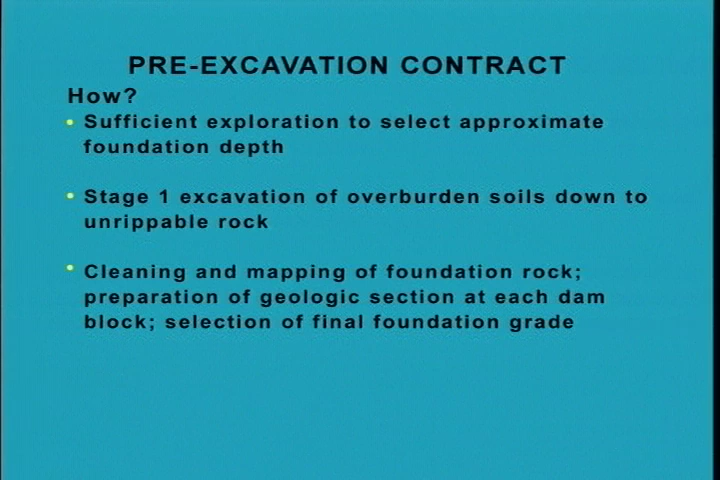 PRE-EXCAVATION CONTRACT
How?
• Sufficient exploration to select approximate
foundation depth
• Stage 1 excavation of overburden soils down to
unrippable rock
• Cleaning and mapping of foundation rock;
preparation of geologic section at each dam
block; selection of final foundation grade